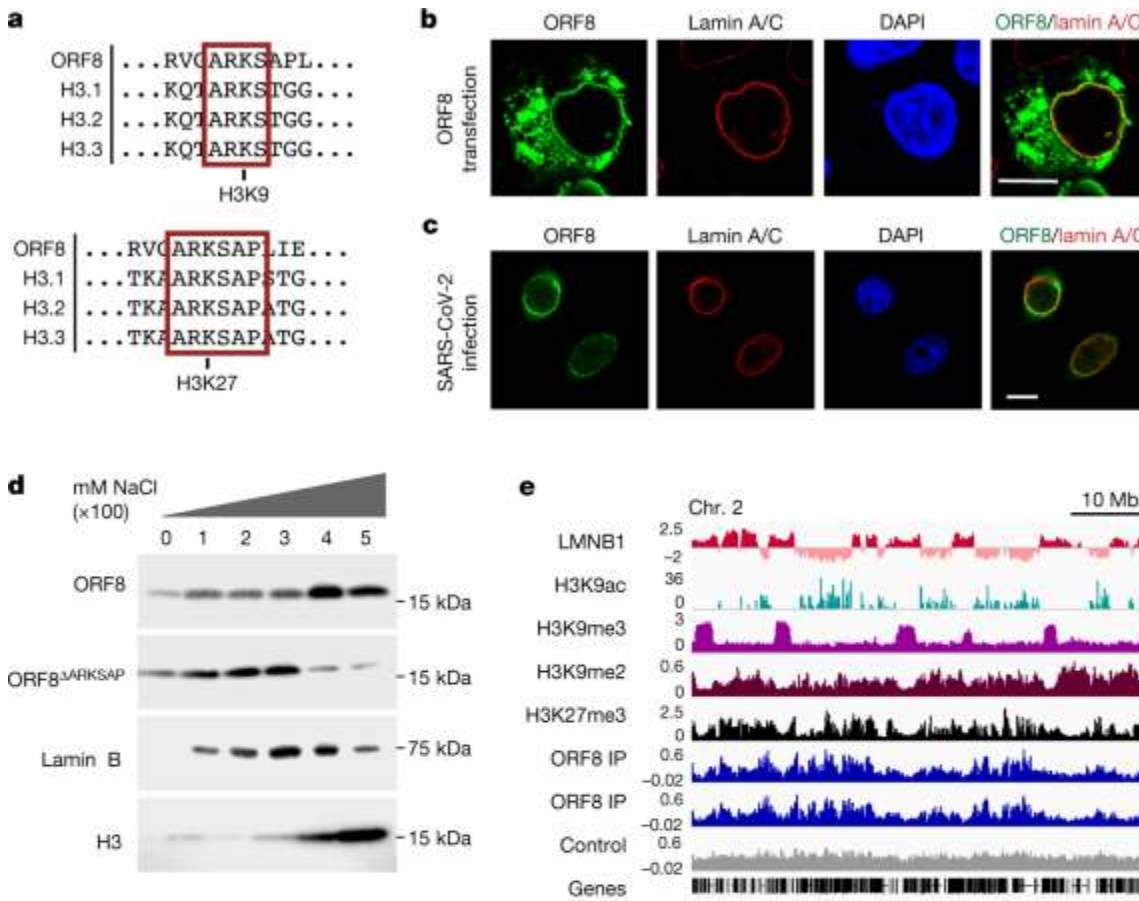 a
ORF8 ...RVGARKSAPL...
H3.1 ...KQTARKSTGG...
H3.2 ...KQTARKSTGG...
H3.3 ...KQTARKSTGG...
H3K9
ORF8 ...RVGARKSAPLIE...
H3.1 ...TKAARKSAPSTG...
H3.2 ...TKAARKSAPATG...
H3.3 ...TKAARKSAPATG...
H3K27
b
ORF8 Lamin A/C DAPI ORF8/lamin A/C
ORF8
transfection
c
ORF8 Lamin A/C DAPI ORF8/lamin A/C
SARS-CoV-2
infection
d
mM NaCl
(×100)
0 1 2 3 4 5
ORF8 15 kDa
ORF8ΔARKSAP 15 kDa
Lamin B 75 kDa
H3 15 kDa
e
Chr. 2 10 Mb
LMNB1 2.5 −2
H3K9ac 36 0
H3K9me3 3 0
H3K9me2 0.6 0
H3K27me3 2.5 0
ORF8 IP 0.6 −0.02
ORF8 IP 0.6 −0.02
Control 0.6 −0.02
Genes